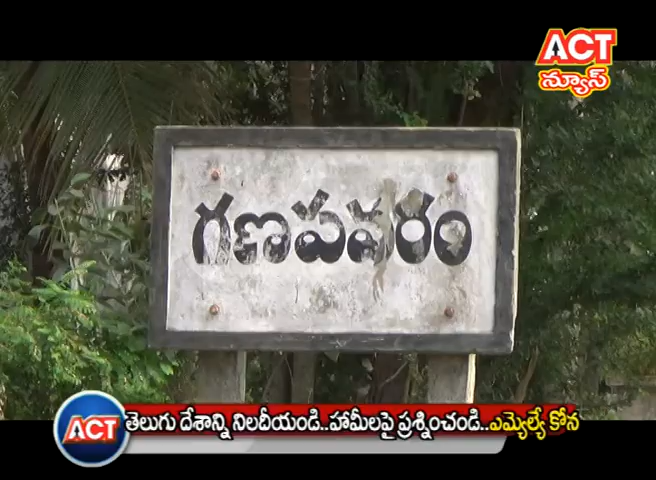 ACT
న్యూస్
గణపవరం
ACT
తెలుగు దేశాన్ని నిలదీయండి..హామీలపై ప్రశ్నించండి..ఎమ్యెల్యే కోన